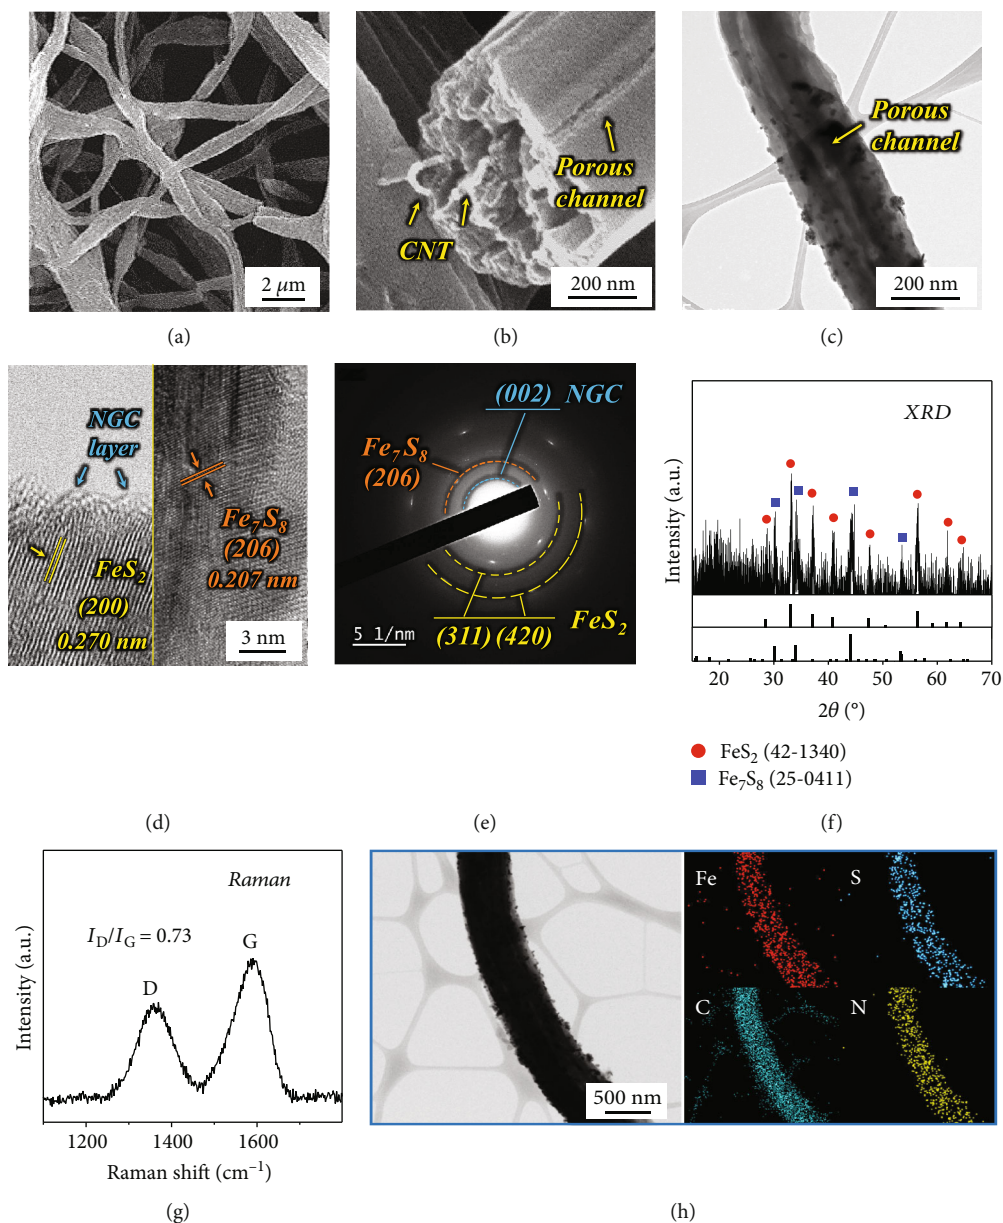 2 μm
(a)
Porous
channel
CNT
200 nm
(b)
Porous
channel
200 nm
(c)
NGC
layer
FeS2
(200)
0.270 nm
Fe7S8
(206)
0.207 nm
3 nm
(d)
(002) NGC
Fe7S8
(206)
(311) (420) FeS2
5 1/nm
(e)
XRD
Intensity (a.u.)
20 30 40 50 60 70
2θ (°)
FeS2 (42-1340)
Fe7S8 (25-0411)
(f)
Raman
ID/IG = 0.73
G
D
Intensity (a.u.)
1200 1400 1600
Raman shift (cm–1)
(g)
500 nm
Fe
S
C
N
(h)